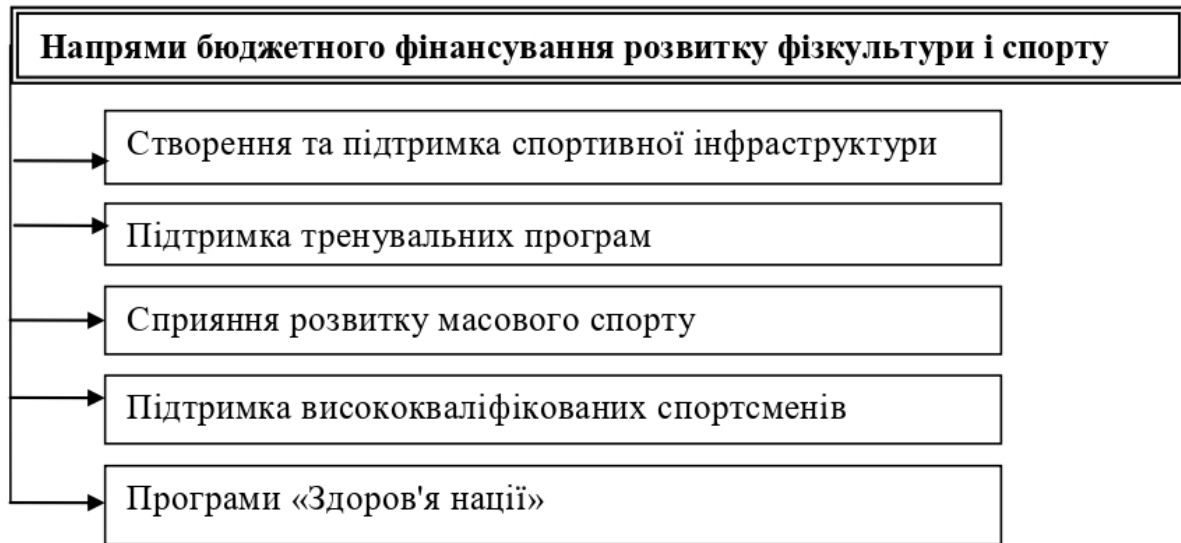 Напрями бюджетного фінансування розвитку фізкультури і спорту
Створення та підтримка спортивної інфраструктури
Підтримка тренувальних програм
Сприяння розвитку масового спорту
Підтримка висококваліфікованих спортсменів
Програми «Здоров'я нації»